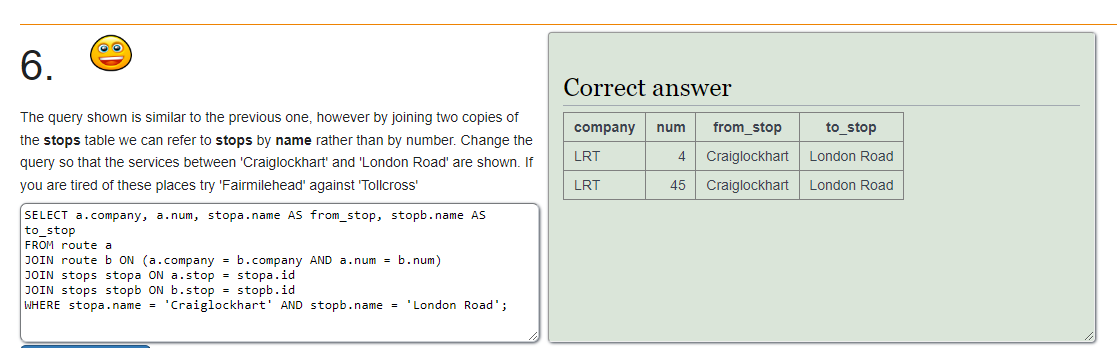 6.
The query shown is similar to the previous one, however by joining two copies of
the stops table we can refer to stops by name rather than by number. Change the
query so that the services between 'Craiglockhart' and 'London Road' are shown. If
you are tired of these places try 'Fairmilehead' against 'Tollcross'
SELECT a.company, a.num, stopa.name AS from_stop, stopb.name AS
to_stop
FROM route a
JOIN route b ON (a.company = b.company AND a.num = b.num)
JOIN stops stopa ON a.stop = stopa.id
JOIN stops stopb ON b.stop = stopb.id
WHERE stopa.name = 'Craiglockhart' AND stopb.name = 'London Road';
Correct answer
company num from_stop to_stop
LRT 4 Craiglockhart London Road
LRT 45 Craiglockhart London Road